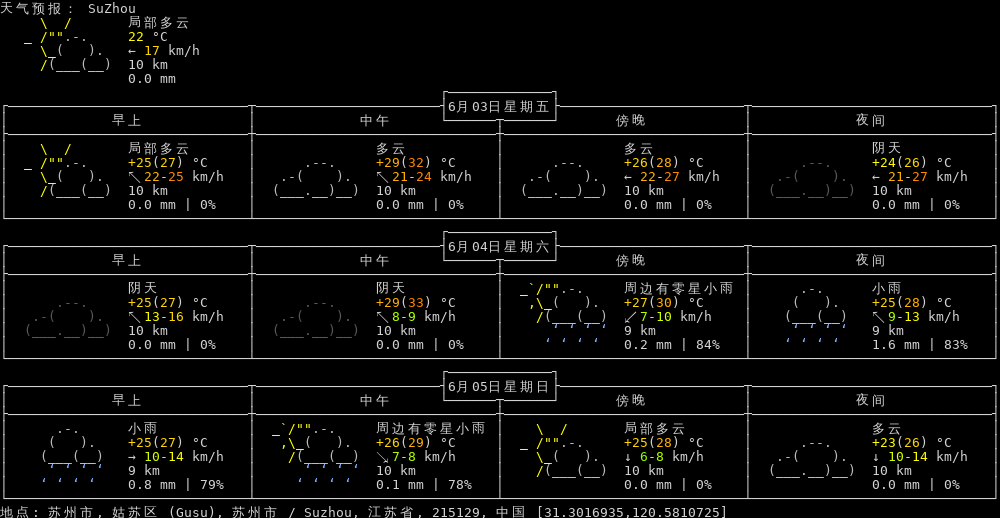 天气预报： SuZhou
局部多云
22 °C
← 17 km/h
10 km
0.0 mm
6月03日星期五
早上 中午 傍晚 夜间
局部多云 多云 多云 阴天
+25(27) °C +29(32) °C +26(28) °C +24(26) °C
↖ 22-25 km/h ↖ 21-24 km/h ← 22-27 km/h ← 21-27 km/h
10 km 10 km 10 km 10 km
0.0 mm | 0% 0.0 mm | 0% 0.0 mm | 0% 0.0 mm | 0%
6月04日星期六
早上 中午 傍晚 夜间
阴天 阴天 周边有零星小雨 小雨
+25(27) °C +29(33) °C +27(30) °C +25(28) °C
↖ 13-16 km/h ↖ 8-9 km/h ↙ 7-10 km/h ↖ 9-13 km/h
10 km 10 km 9 km 9 km
0.0 mm | 0% 0.0 mm | 0% 0.2 mm | 84% 1.6 mm | 83%
6月05日星期日
早上 中午 傍晚 夜间
小雨 周边有零星小雨 局部多云 多云
+25(27) °C +26(29) °C +25(28) °C +23(26) °C
→ 10-14 km/h ↘ 7-8 km/h ↓ 6-8 km/h ↓ 10-14 km/h
9 km 10 km 10 km 10 km
0.8 mm | 79% 0.1 mm | 78% 0.0 mm | 0% 0.0 mm | 0%
地点: 苏州市, 姑苏区 (Gusu), 苏州市 / Suzhou, 江苏省, 215129, 中国 [31.3016935,120.5810725]